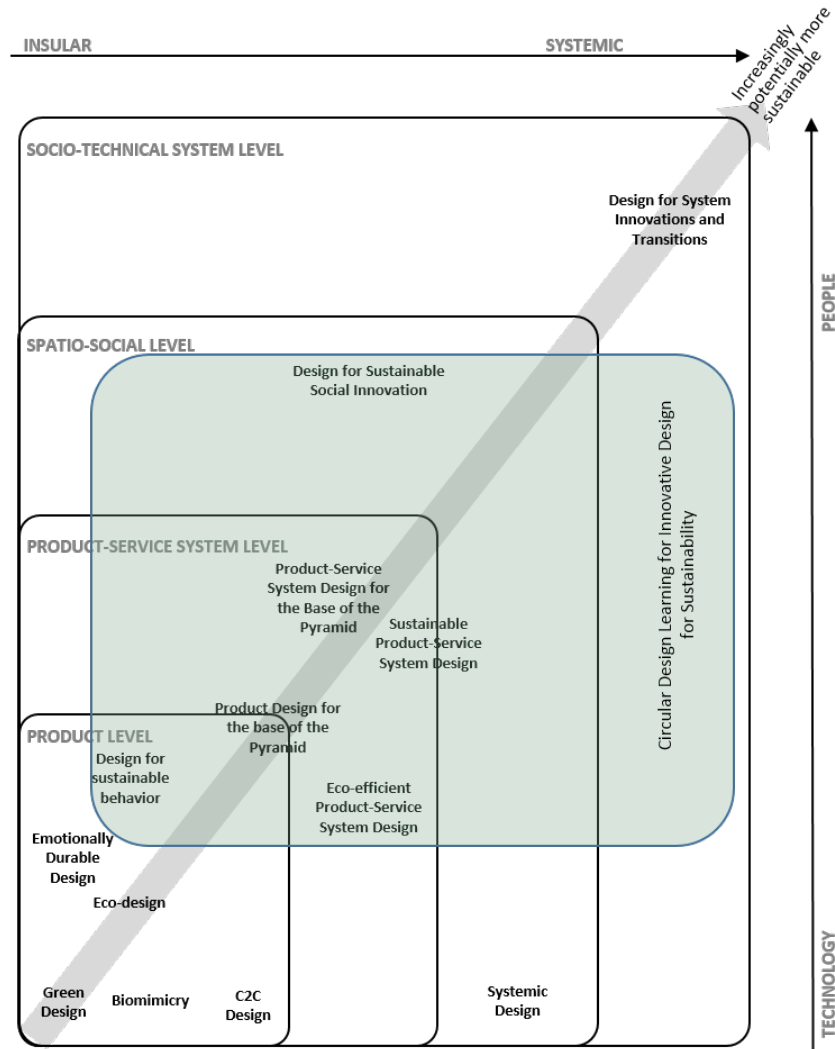 INSULAR
SYSTEMIC
Increasingly
potentially more
sustainable
SOCIO-TECHNICAL SYSTEM LEVEL
Design for System
Innovations and
Transitions
PEOPLE
SPATIO-SOCIAL LEVEL
Design for Sustainable
Social Innovation
Circular Design Learning for Innovative Design
for Sustainability
PRODUCT-SERVICE SYSTEM LEVEL
Product-Service
System Design for
the Base of the
Pyramid
Sustainable
Product-Service
System Design
Product Design for
the base of the
Pyramid
PRODUCT LEVEL
Design for
sustainable
behavior
Eco-efficient
Product-Service
System Design
Emotionally
Durable
Design
Eco-design
Green
Design
Biomimicry
C2C
Design
Systemic
Design
TECHNOLOGY